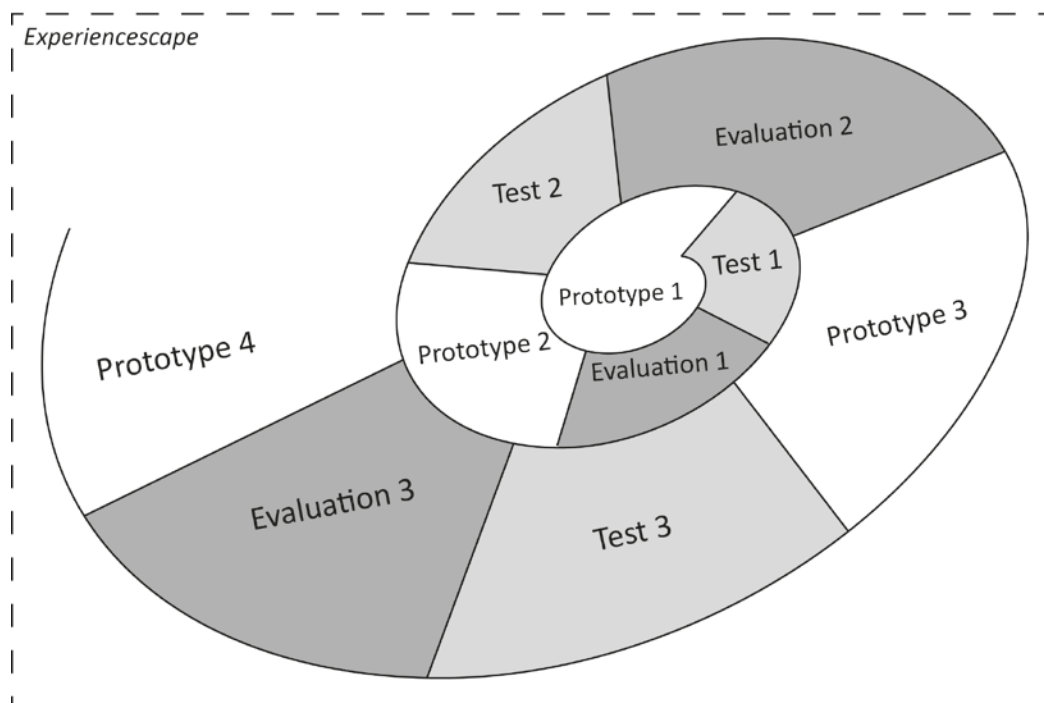 Experiencescape
Evaluation 2
Test 2
Test 1
Prototype 1
Prototype 3
Prototype 4
Prototype 2
Evaluation 1
Evaluation 3
Test 3